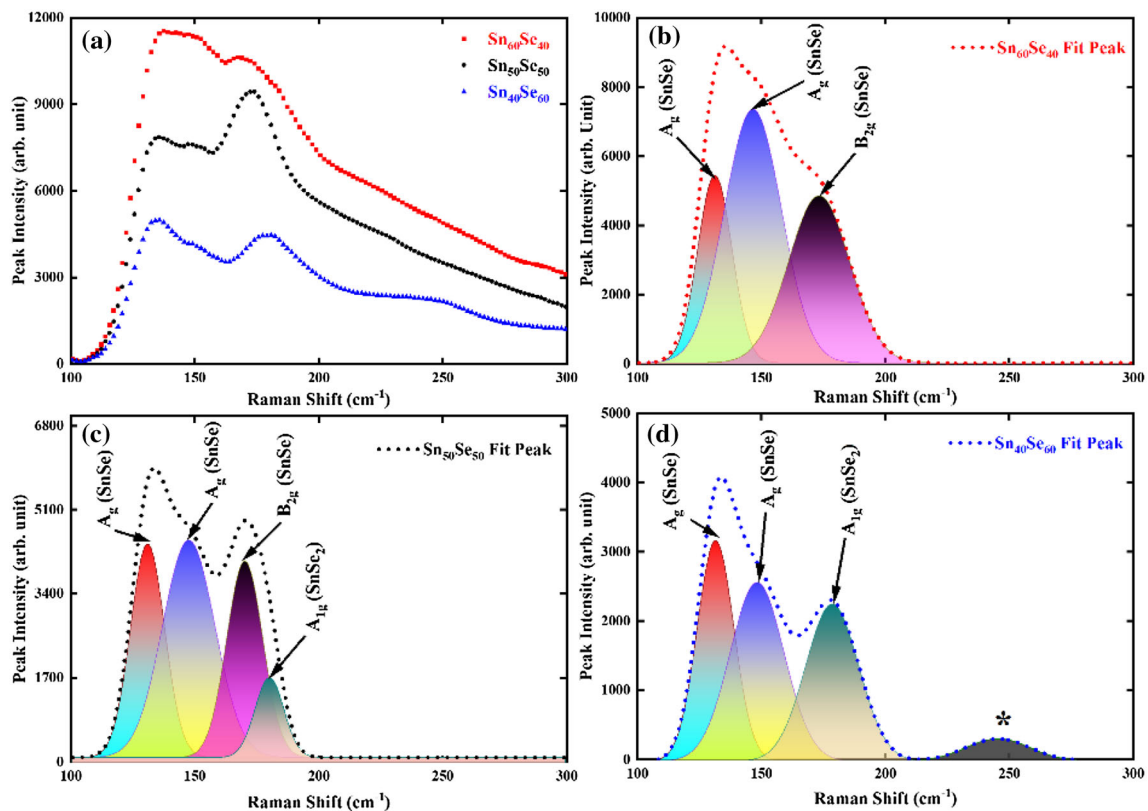 (a)
Sn60Se40
Sn50Se50
Sn40Se60
12000
9000
6000
3000
0
Peak Intensity (arb. unit)
100 150 200 250 300
Raman Shift (cm-1)
(b)
Sn60Se40 Fit Peak
Ag (SnSe)
Ag (SnSe)
B2g (SnSe)
10000
8000
6000
4000
2000
0
Peak Intensity (arb. Unit)
100 150 200 250 300
Raman Shift (cm-1)
(c)
Sn50Se50 Fit Peak
Ag (SnSe)
Ag (SnSe)
B2g (SnSe)
A1g (SnSe2)
6800
5100
3400
1700
0
Peak Intensity (arb. unit)
100 150 200 250 300
Raman Shift (cm-1)
(d)
Sn40Se60 Fit Peak
Ag (SnSe)
Ag (SnSe)
A1g (SnSe2)
*
5000
4000
3000
2000
1000
0
Peak Intensity (arb. unit)
100 150 200 250 300
Raman Shift (cm-1)